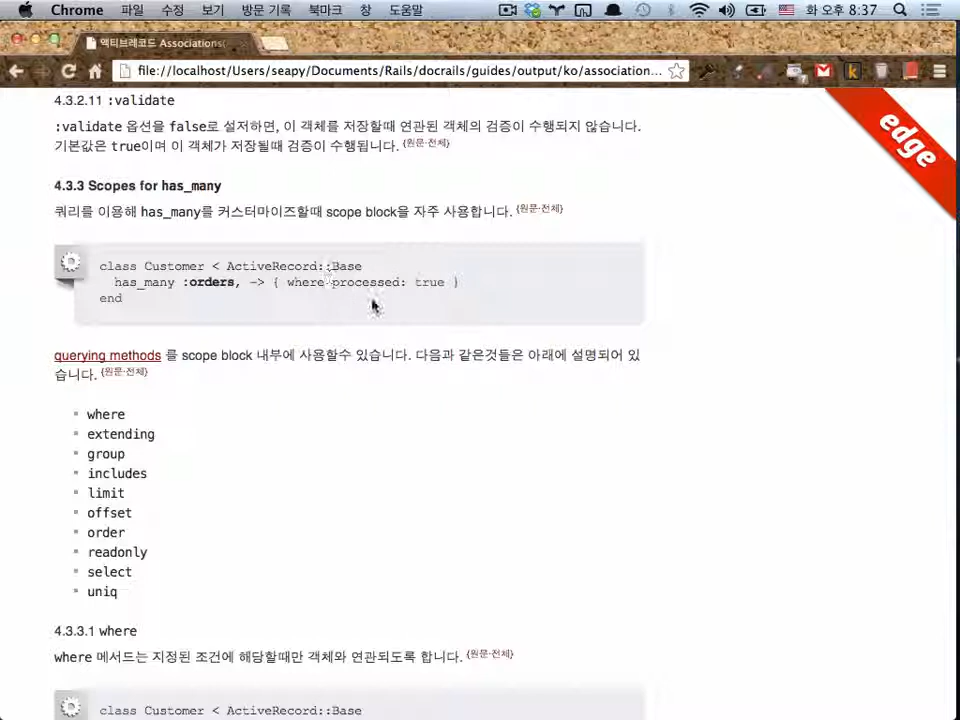 Chrome 파일 수정 보기 방문 기록 북마크 창 도움말 화 오후 8:37
액티브레코드 Associations(
file://localhost/Users/seapy/Documents/Rails/docrails/guides/output/ko/association...
edge
4.3.2.11 :validate
:validate 옵션을 false로 설저하면, 이 객체를 저장할때 연관된 객체의 검증이 수행되지 않습니다.
기본값은 true이며 이 객체가 저장될때 검증이 수행됩니다. {원문·전체}
4.3.3 Scopes for has_many
쿼리를 이용해 has_many를 커스터마이즈할때 scope block을 자주 사용합니다. {원문·전체}
class Customer < ActiveRecord::Base
has_many :orders, -> { where processed: true }
end
querying methods 를 scope block 내부에 사용할수 있습니다. 다음과 같은것들은 아래에 설명되어 있
습니다. {원문·전체}
where
extending
group
includes
limit
offset
order
readonly
select
uniq
4.3.3.1 where
where 메서드는 지정된 조건에 해당할때만 객체와 연관되도록 합니다. {원문·전체}
class Customer < ActiveRecord::Base